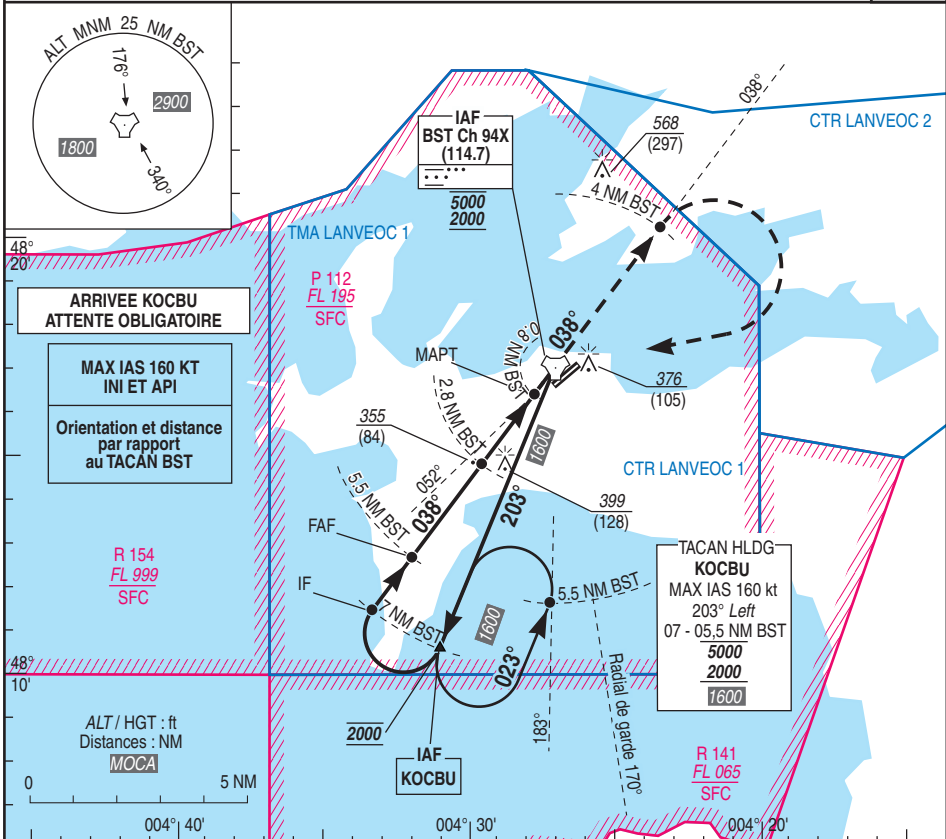 ALT MNM 25 NM BST
176°
2900
1800
340°
IAF
BST Ch 94X
(114.7)
5000
2000
568
(297)
038°
CTR LANVEOC 2
4 NM BST
TMA LANVEOC 1
48°
20'
P 112
FL 195
SFC
ARRIVEE KOCBU
ATTENTE OBLIGATOIRE
MAX IAS 160 KT
INI ET API
Orientation et distance
par rapport
au TACAN BST
MAPT
0.8 NM BST
038°
376
(105)
2.8 NM BST
355
(84)
1600
052°
CTR LANVEOC 1
5.5 NM BST
038°
203°
399
(128)
FAF
R 154
FL 999
SFC
IF
7 NM BST
1600
5.5 NM BST
TACAN HLDG
KOCBU
MAX IAS 160 kt
203° Left
07 - 05,5 NM BST
5000
2000
1600
023°
48°
10'
Radial de garde 170°
183°
2000
IAF
KOCBU
ALT / HGT : ft
Distances : NM
MOCA
0 5 NM
R 141
FL 065
SFC
004° 40'
004° 30'
004° 20'